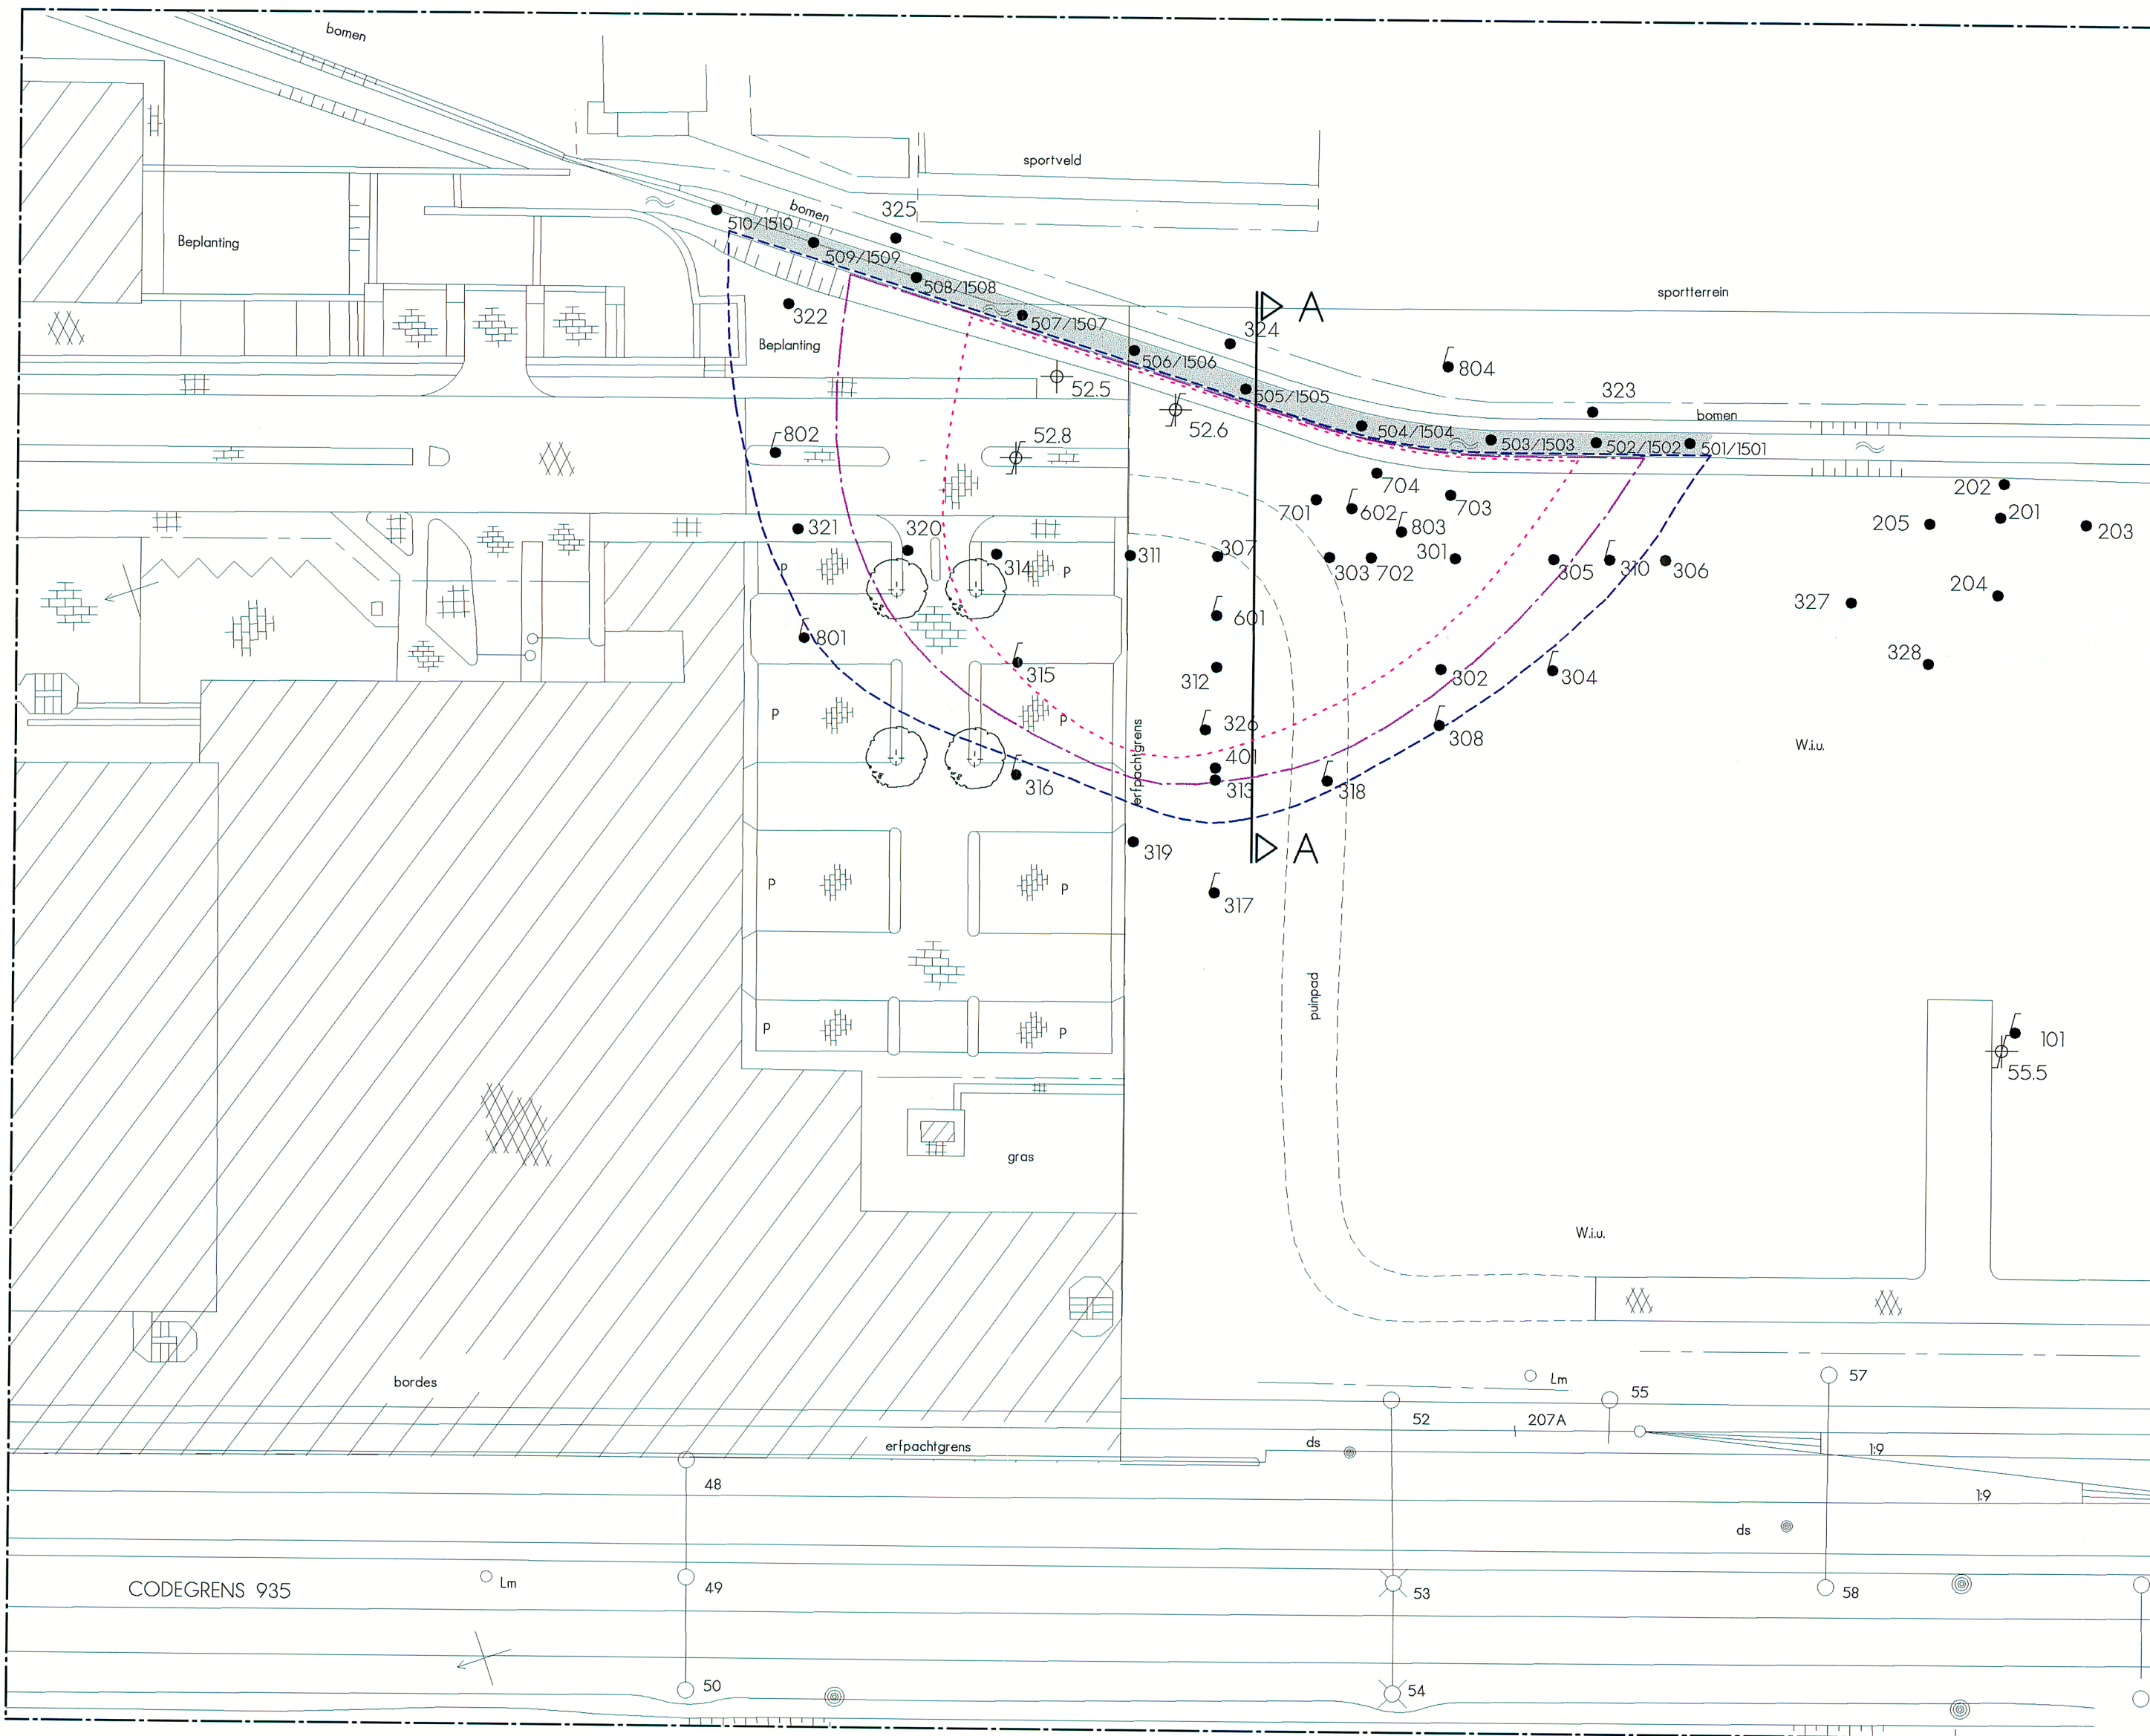 bomen
sportveld
bomen
325
510/1510
Beplanting
509/1509
508/1508
sportterrein
322
507/1507
A
324
Beplanting
506/1506
804
52.5
505/1505
323
bomen
52.6
504/1504
802
52.8
503/1503
502/1502
501/1501
704
202
701
602
703
201
205
203
803
321
320
311
307
301
314
303
702
305
310
306
P
P
204
327
601
801
328
315
312
302
304
P
P
326
erfpachtgrens
308
W.i.u.
401
316
313
318
A
319
P
P
317
puinpad
P
P
101
55.5
gras
W.i.u.
bordes
Lm
57
55
52
207A
erfpachtgrens
ds
1:9
48
1:9
ds
CODEGRENS 935
Lm
49
53
58
50
54